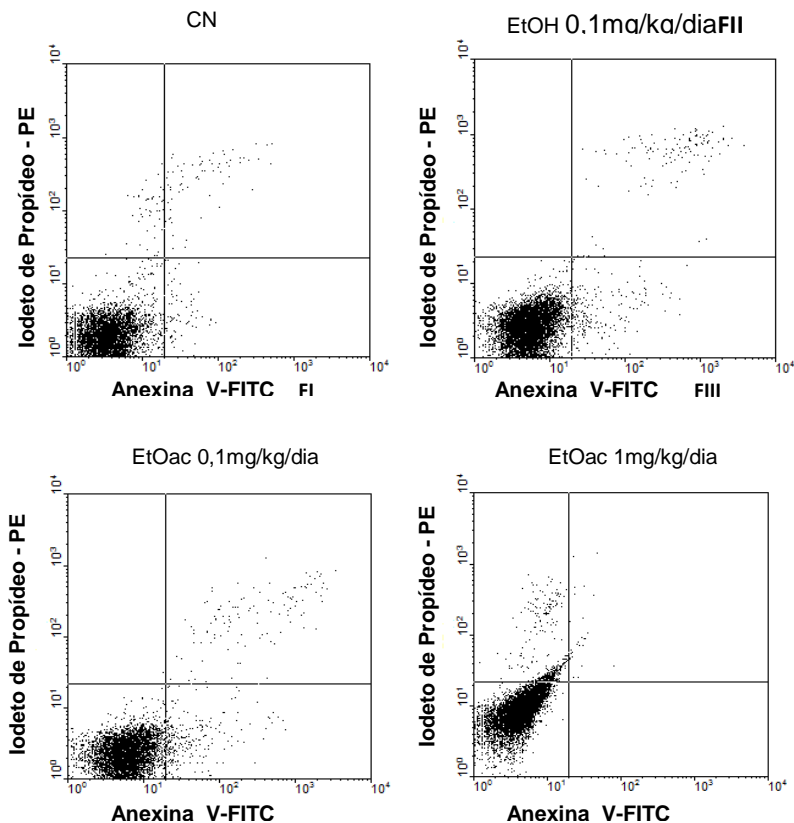 CN
EtOH 0,1mg/kg/diaFII
Iodeto de Propídeo - PE
10⁴
10³
10²
10¹
10⁰
10⁰ 10¹ 10² 10³ 10⁴
Anexina V-FITC FI
Iodeto de Propídeo - PE
10⁴
10³
10²
10¹
10⁰
10⁰ 10¹ 10² 10³ 10⁴
Anexina V-FITC FIII
EtOac 0,1mg/kg/dia
EtOac 1mg/kg/dia
Iodeto de Propídeo - PE
10⁴
10³
10²
10¹
10⁰
10⁰ 10¹ 10² 10³ 10⁴
Anexina V-FITC
Iodeto de Propídeo - PE
10⁴
10³
10²
10¹
10⁰
10⁰ 10¹ 10² 10³ 10⁴
Anexina V-FITC